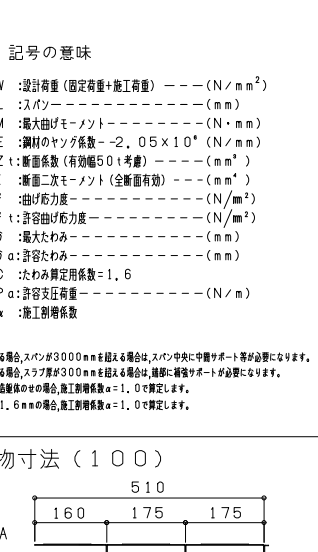 記号の意味
W :設計荷重(固定荷重+施工荷重) ---(N/mm²)
L :スパン------------(mm)
M :最大曲げモーメント--------(N・mm)
E :鋼材のヤング係数--2.05×10⁵ (N/mm)
Zt:断面係数(有効幅50t考慮) ----(mm³)
I :断面二次モーメント(全断面有効) ---(mm⁴)
:曲げ応力度-----------(N/mm²)
t:許容曲げ応力度---------(N/mm²)
δ :最大たわみ-----------(mm)
δa:許容たわみ-----------(mm)
C :たわみ算定用係数=1.6
Pa:許容支圧荷重----------(N/m)
α :施工割増係数
る場合,スパンが3000mmを超える場合は,スパン中央に中間サポート等が必要になります。
る場合,スラブ厚が300mmを超える場合は,端部に補強サポートが必要になります。
造躯体のせの場合,施工割増係数α=1.0で算定します。
1.6mmの場合,施工割増係数α=1.0で算定します。
物寸法(100)
510
160 175 175
A